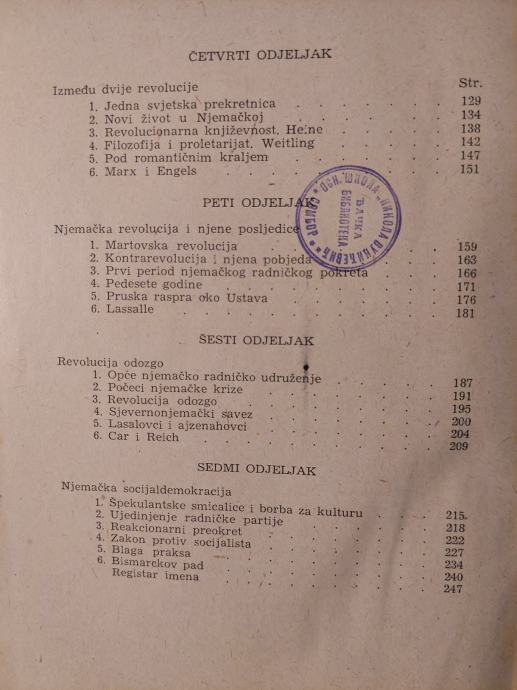 ČETVRTI ODJELJAK
Između dvije revolucije Str.
1. Jedna svjetska prekretnica . . . . . . . 129
2. Novi život u Njemačkoj . . . . . . . 134
3. Revolucionarna književnost, Heine . . . . . 138
4. Filozofija i proletarijat, Weitling . . . . . 142
5. Pod romantičnim kraljem . . . . . . . 147
6. Marx i Engels . . . . . . . . . 151
PETI ODJELJAK
Njemačka revolucija i njene posljedice
1. Martovska revolucija . . . . . . . 159
2. Kontrarevolucija i njena pobjeda . . . . . 163
3. Prvi period njemačkog radničkog pokreta . . . 166
4. Pedesete godine . . . . . . . . . 171
5. Pruska raspra oko Ustava . . . . . . . 176
6. Lassalle . . . . . . . . . . 181
ŠESTI ODJELJAK
Revolucija odozgo
1. Opće njemačko radničko udruženje . . . . . 187
2. Počeci njemačke krize . . . . . . . 191
3. Revolucija odozgo . . . . . . . . 195
4. Sjevernonjemački savez . . . . . . . 200
5. Lasalovci i ajzenahovci . . . . . . . 204
6. Car i Reich . . . . . . . . . 209
SEDMI ODJELJAK
Njemačka socijaldemokracija
1. Špekulantske smicalice i borba za kulturu . . . 215
2. Ujedinjenje radničke partije . . . . . . 218
3. Reakcionarni preokret . . . . . . . 222
4. Zakon protiv socijalista . . . . . . . 227
5. Blaga praksa . . . . . . . . . 234
6. Bismarckov pad . . . . . . . . 240
Registar imena . . . . . . . . 247
ОСН. ШКОЛА „НИКОЛА ВУКИЋЕВИЋ" * СОМБОР *
ЂАЧКА
БИБЛИОТЕКА